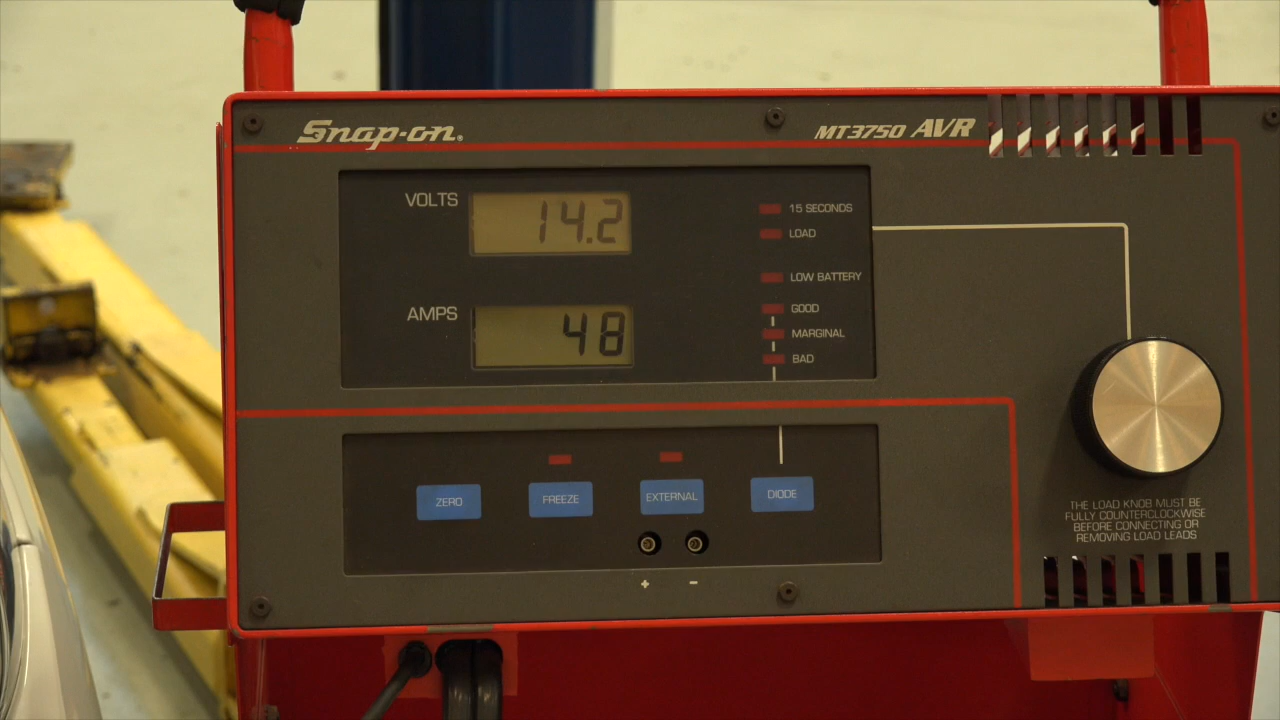 Snap-on®
MT3750 AVR
VOLTS
14.2
15 SECONDS
LOAD
LOW BATTERY
AMPS
48
GOOD
MARGINAL
BAD
ZERO
FREEZE
EXTERNAL
DIODE
+ -
THE LOAD KNOB MUST BE
FULLY COUNTERCLOCKWISE
BEFORE CONNECTING OR
REMOVING LOAD LEADS